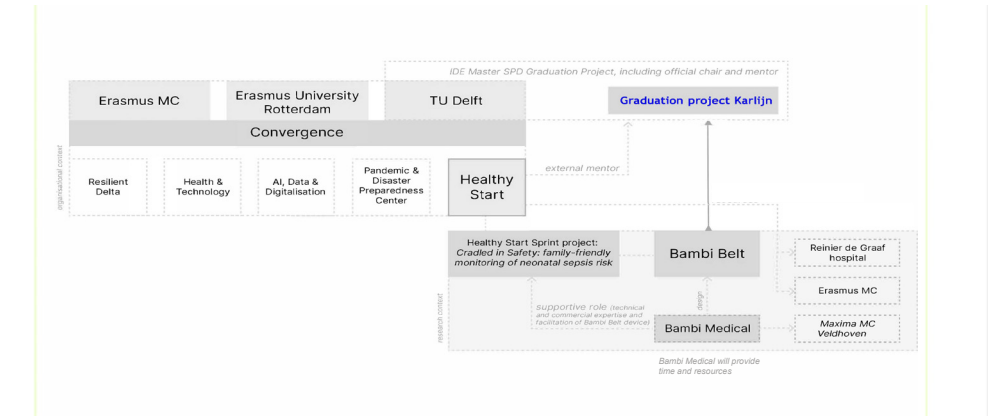 IDE Master SPD Graduation Project, including official chair and mentor
Erasmus MC
Erasmus University
Rotterdam
TU Delft
Graduation project Karlijn
Convergence
organisational context
Resilient
Delta
Health &
Technology
AI, Data &
Digitalisation
Pandemic &
Disaster
Preparedness
Center
Healthy
Start
external mentor
Healthy Start Sprint project:
Cradled in Safety: family-friendly
monitoring of neonatal sepsis risk
Bambi Belt
Reinier de Graaf
hospital
Erasmus MC
research context
supportive role (technical
and commercial expertise and
facilitation of Bambi Belt device)
design
Bambi Medical
Maxima MC
Veldhoven
Bambi Medical will provide
time and resources